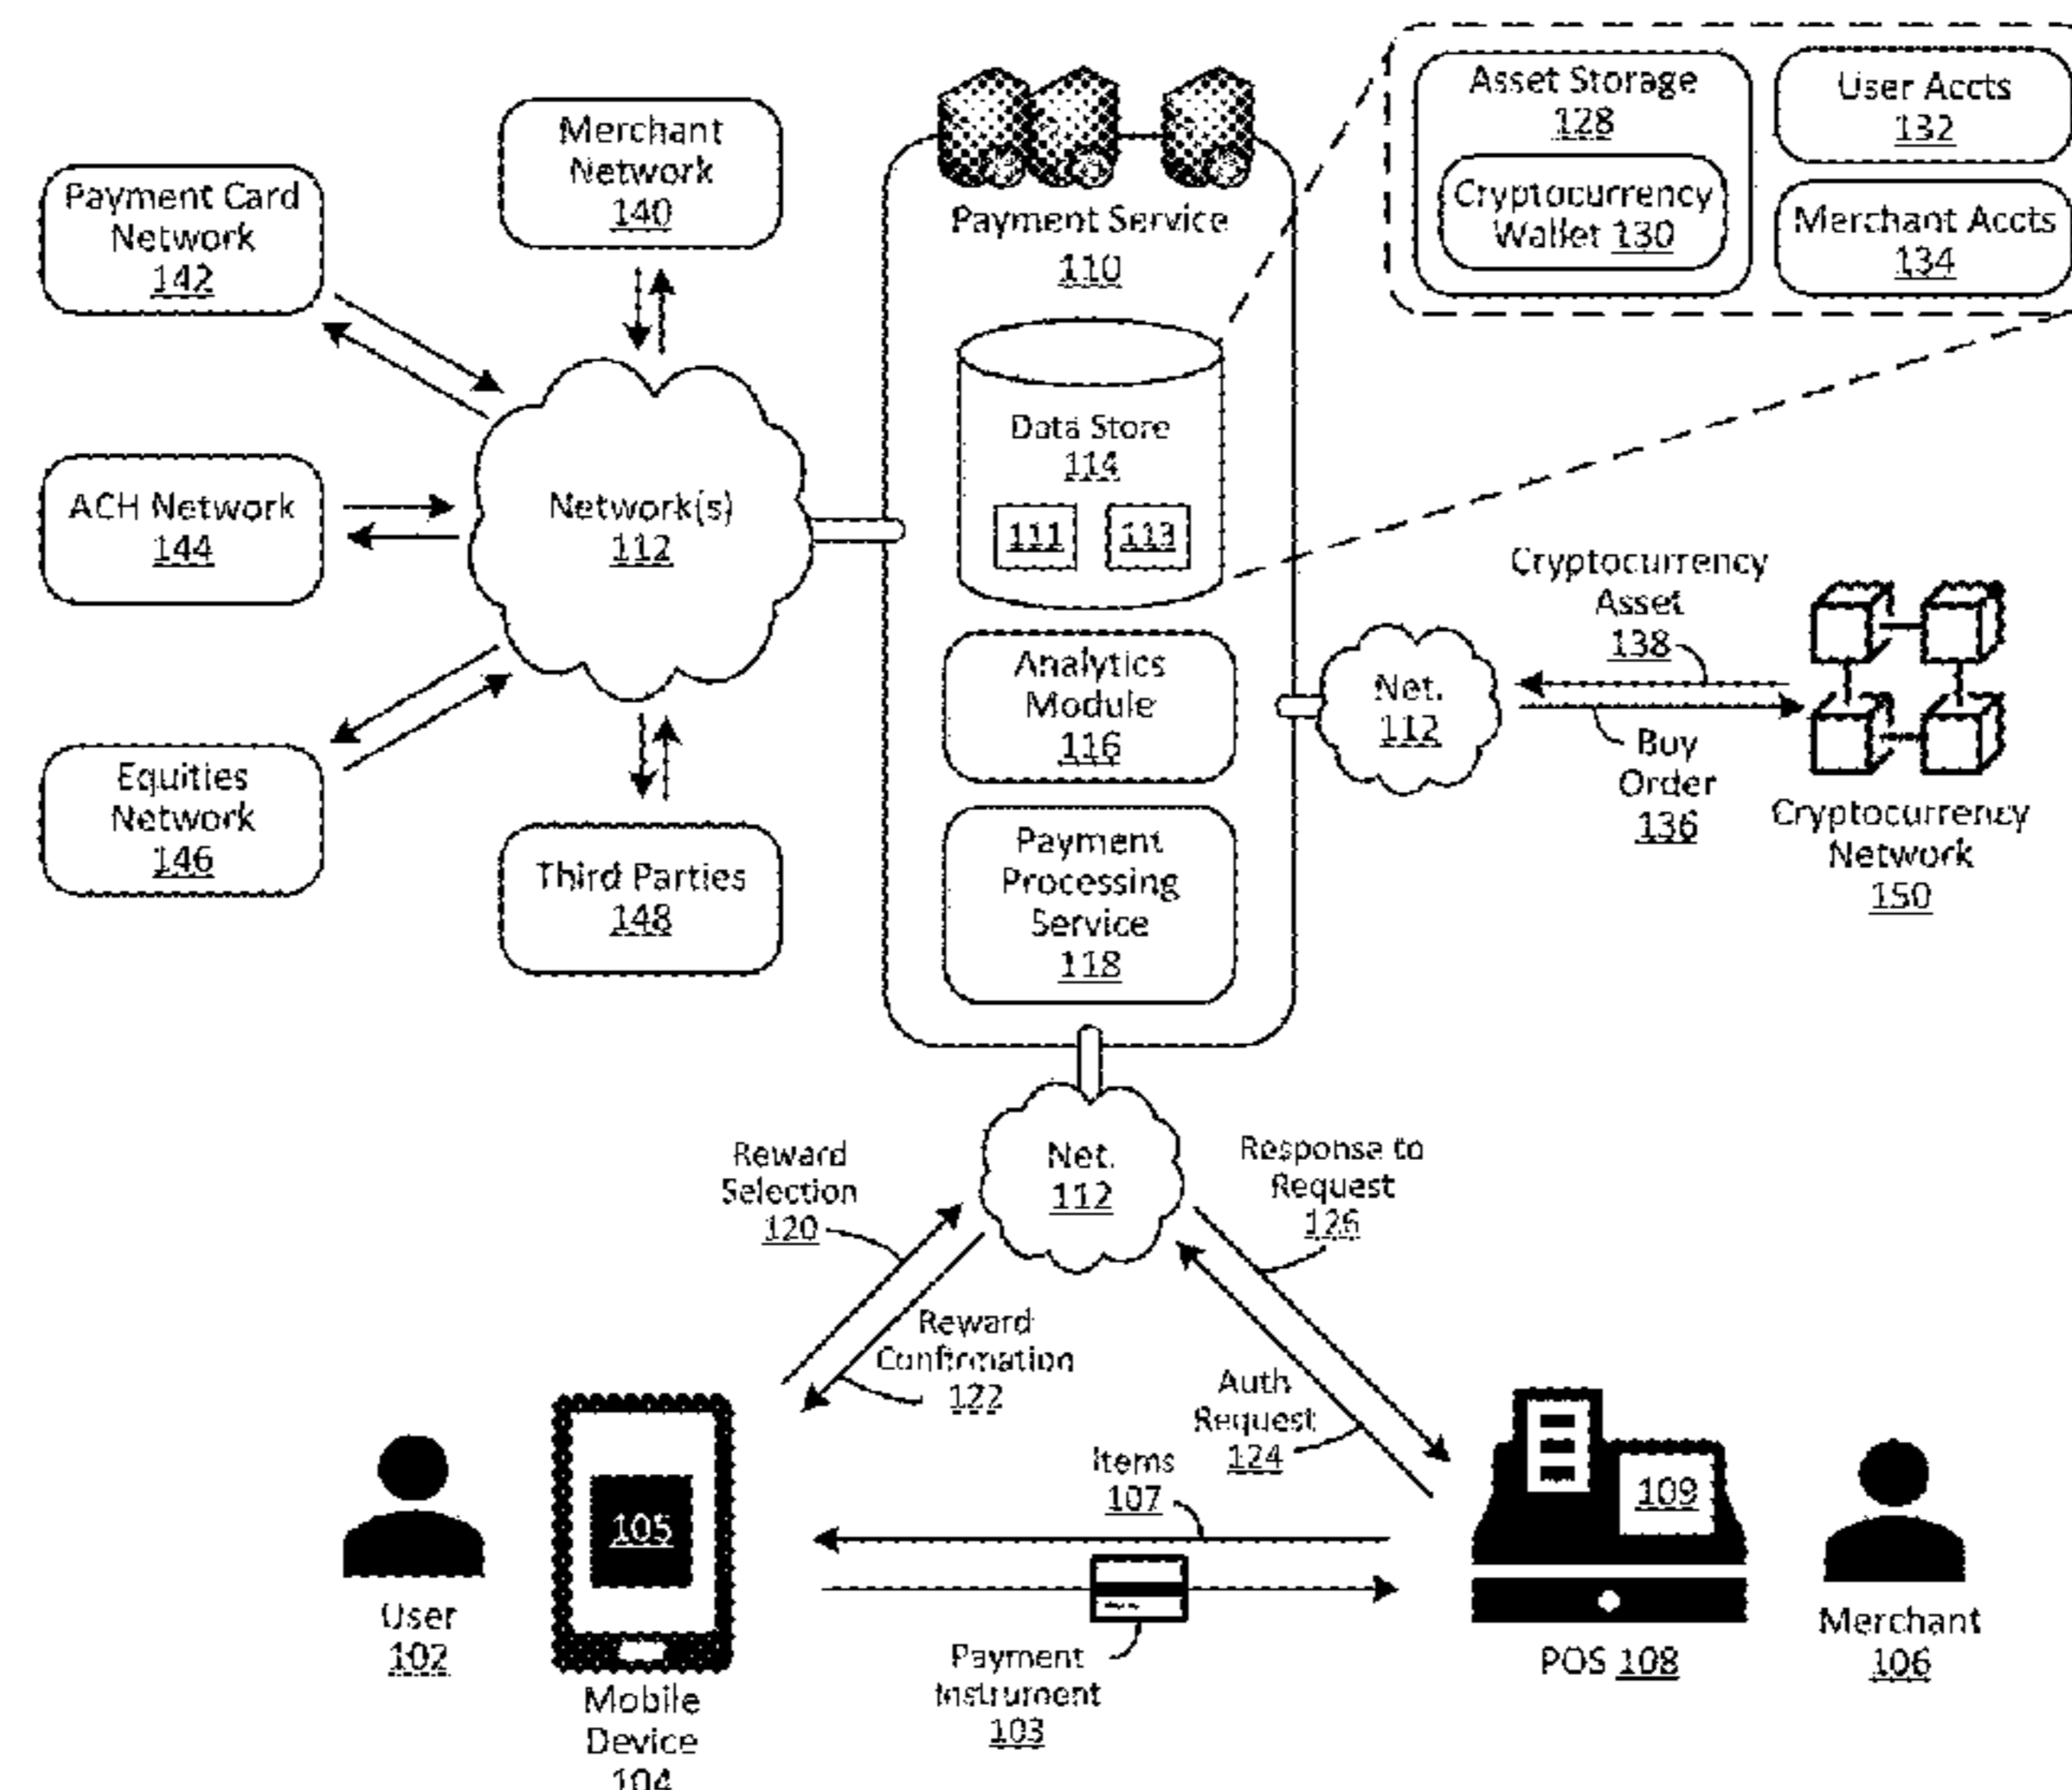 Merchant
Network
140
Payment Card
Network
142
ACH Network
144
Equities
Network
146
Third Parties
148
Network(s)
112
Payment Service
110
Data Store
114
111
113
Analytics
Module
116
Payment
Processing
Service
118
Asset Storage
128
Cryptocurrency
Wallet 130
User Accts
132
Merchant Accts
134
Net.
112
Cryptocurrency
Asset
138
Buy
Order
136
Cryptocurrency
Network
150
Net.
112
Reward
Selection
120
Reward
Confirmation
122
Response to
Request
126
Auth
Request
124
Items
107
Payment
Instrument
103
User
102
105
Mobile
Device
104
109
POS 108
Merchant
106